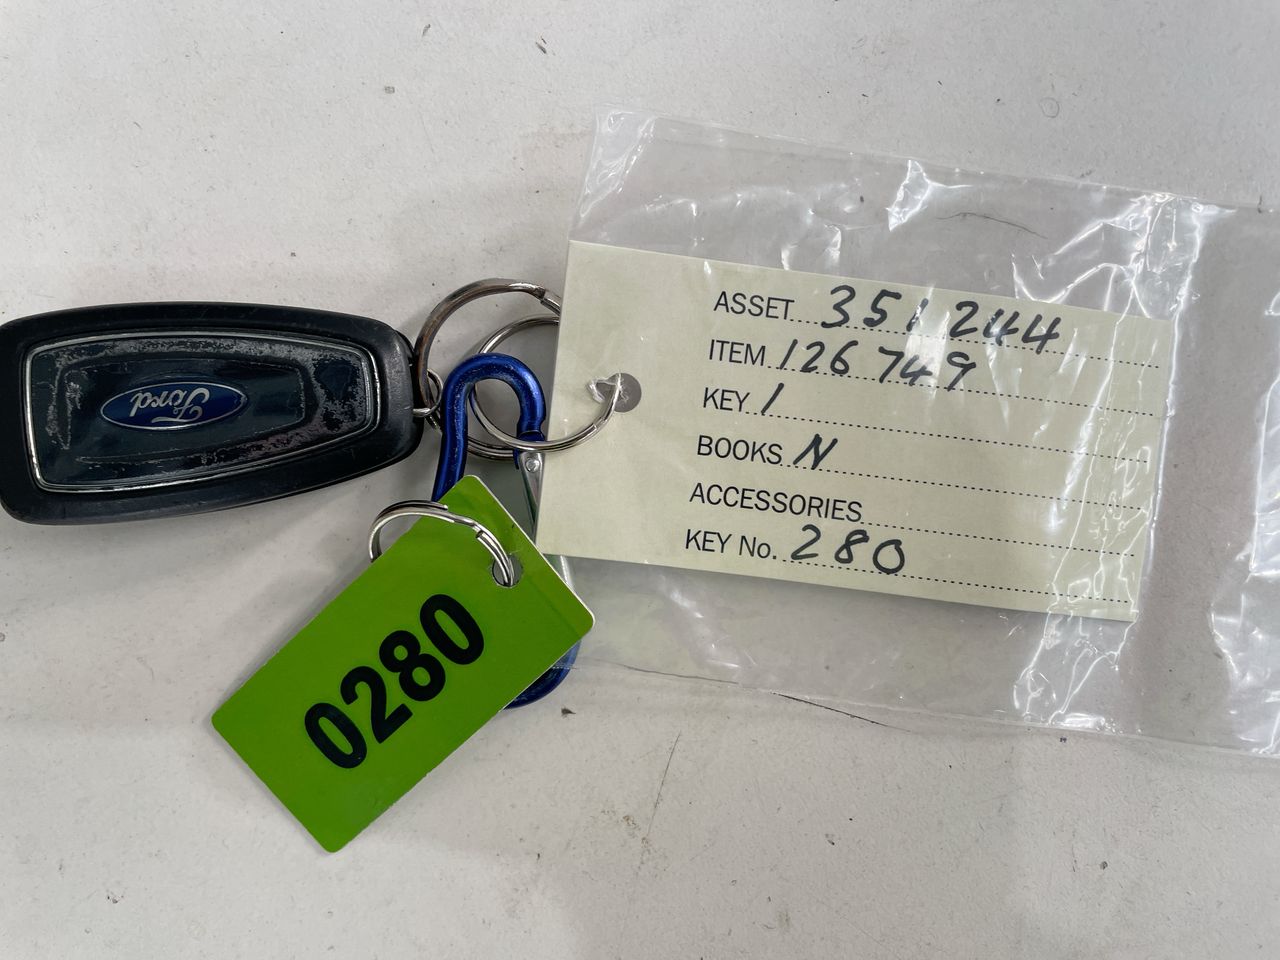 Ford
ASSET 351244
ITEM 126749
KEY 1
BOOKS N
ACCESSORIES
KEY No. 280
0280